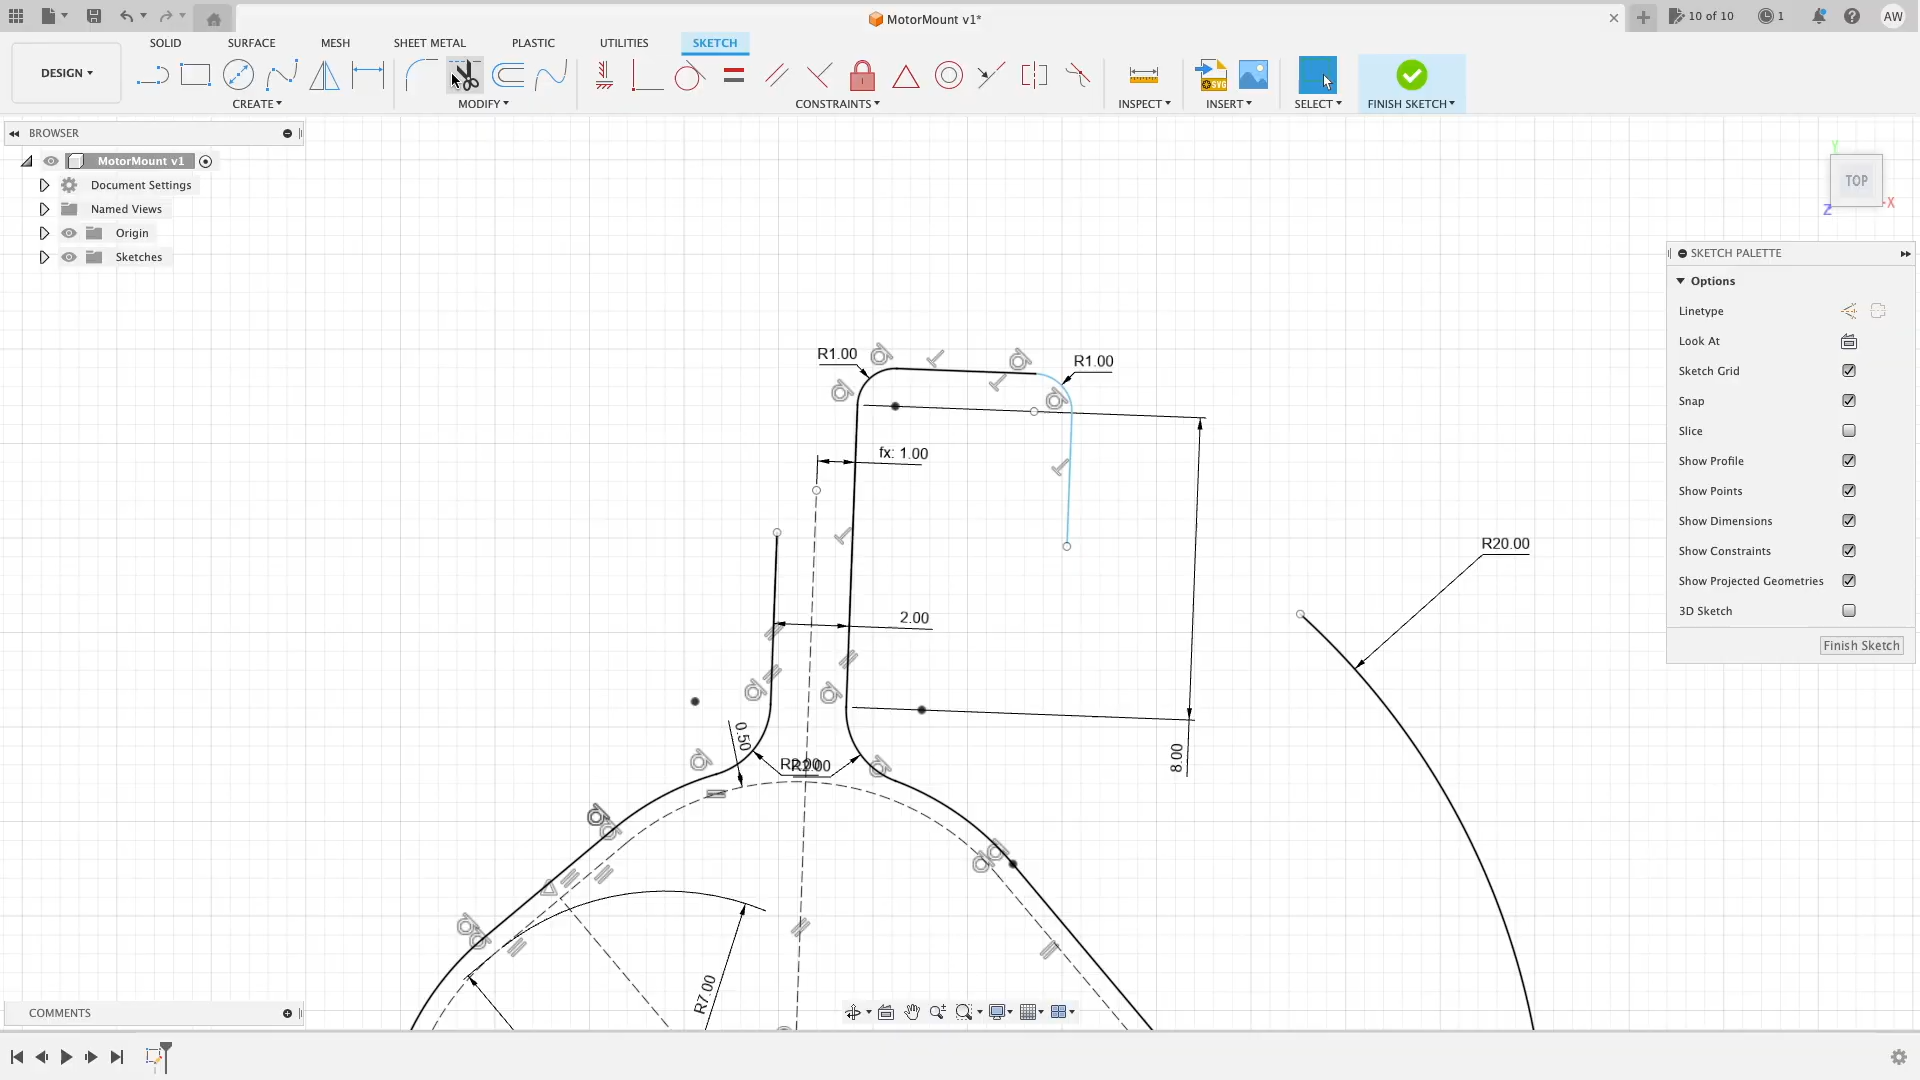 MotorMount v1*
10 of 10
1
AW
SOLID
SURFACE
MESH
SHEET METAL
PLASTIC
UTILITIES
SKETCH
DESIGN
CREATE
MODIFY
CONSTRAINTS
INSPECT
INSERT
SELECT
FINISH SKETCH
BROWSER
MotorMount v1
Document Settings
Named Views
Origin
Sketches
Y
TOP
X
Z
SKETCH PALETTE
Options
Linetype
Look At
Sketch Grid
Snap
Slice
Show Profile
Show Points
Show Dimensions
Show Constraints
Show Projected Geometries
3D Sketch
Finish Sketch
R1.00
R1.00
fx: 1.00
R20.00
2.00
0.50
R2.00
8.00
R7.00
COMMENTS